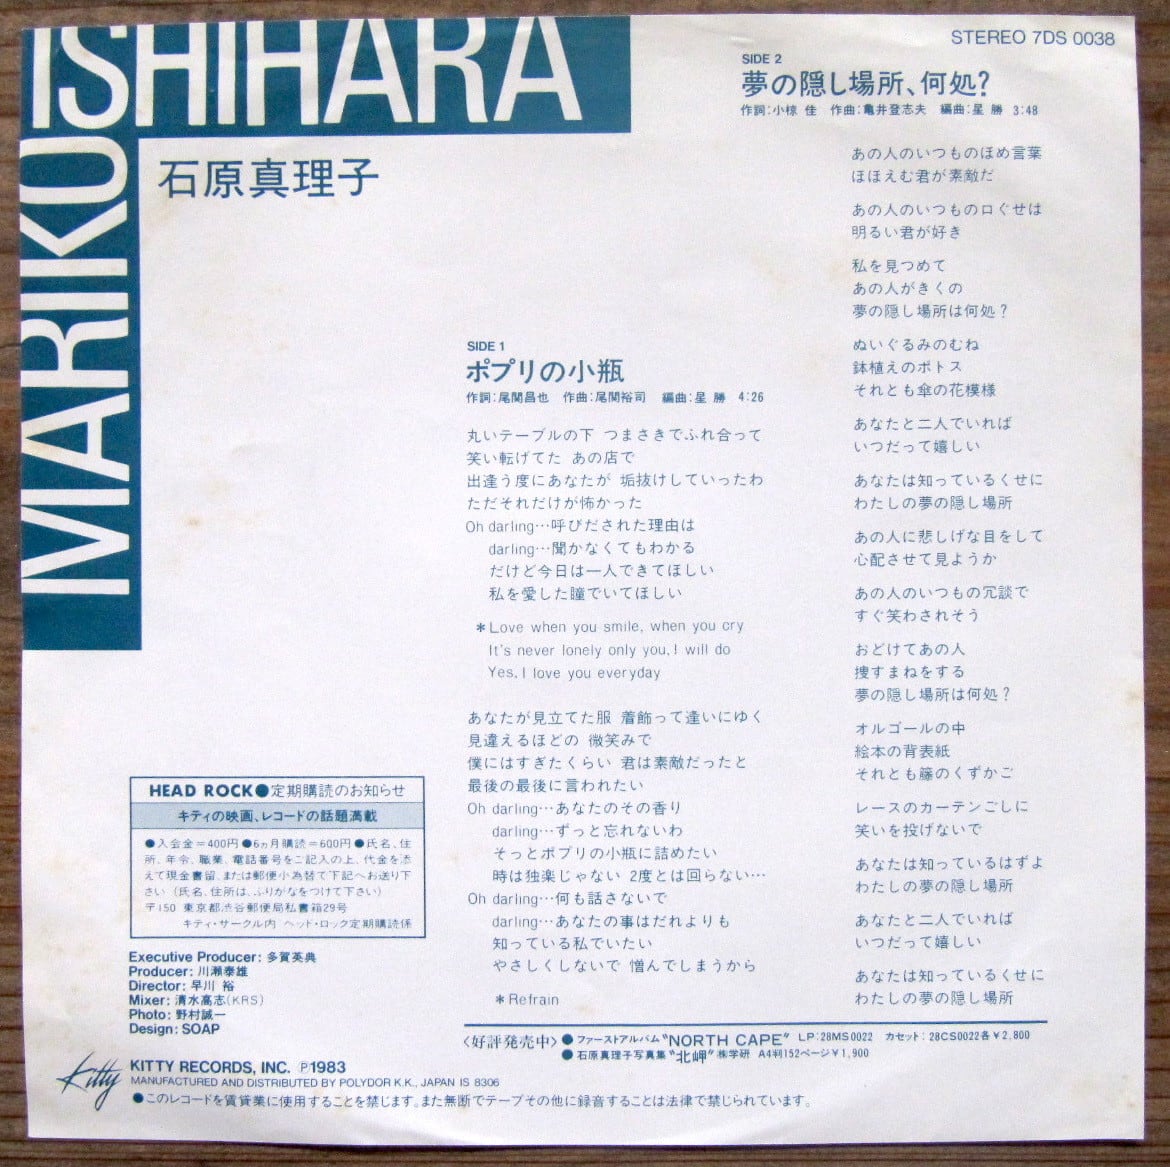 MARIKO ISHIHARA
石原真理子
STEREO 7DS 0038
SIDE 1
ポプリの小瓶
作詞:尾関昌也 作曲:尾関裕司 編曲:星 勝 4:26
丸いテーブルの下 つまさきでふれ合って
笑い転げてた あの店で
出逢う度にあなたが 垢抜けしていったわ
ただそれだけが怖かった
Oh darling…呼びだされた理由は
darling…聞かなくてもわかる
だけど今日は一人できてほしい
私を愛した瞳でいてほしい
*Love when you smile, when you cry
It's never lonely only you, I will do
Yes, I love you everyday
あなたが見立てた服 着飾って逢いにゆく
見違えるほどの 微笑みで
僕にはすぎたくらい 君は素敵だったと
最後の最後に言われたい
Oh darling…あなたのその香り
darling…ずっと忘れないわ
そっとポプリの小瓶に詰めたい
時は独楽じゃない 2度とは回らない…
Oh darling…何も話さないで
darling…あなたの事はだれよりも
知っている私でいたい
やさしくしないで 憎んでしまうから
*Refrain
SIDE 2
夢の隠し場所、何処?
作詞:小椋 佳 作曲:亀井登志夫 編曲:星 勝 3:48
あの人のいつものほめ言葉
ほほえむ君が素敵だ
あの人のいつもの口ぐせは
明るい君が好き
私を見つめて
あの人がきくの
夢の隠し場所は何処?
ぬいぐるみのむね
鉢植えのポトス
それとも傘の花模様
あなたと二人でいれば
いつだって嬉しい
あなたは知っているくせに
わたしの夢の隠し場所
あの人に悲しげな目をして
心配させて見ようか
あの人のいつもの冗談で
すぐ笑わされそう
おどけてあの人
捜すまねをする
夢の隠し場所は何処?
オルゴールの中
絵本の背表紙
それとも籐のくずかご
レースのカーテンごしに
笑いを投げないで
あなたは知っているはずよ
わたしの夢の隠し場所
あなたと二人でいれば
いつだって嬉しい
あなたは知っているくせに
わたしの夢の隠し場所
HEAD ROCK●定期購読のお知らせ
キティの映画、レコードの話題満載
●入会金=400円●6ヵ月購読=600円●氏名、住
所、年令、職業、電話番号をご記入の上、代金を添
えて現金書留、または郵便小為替で下記へお送り下
さい(氏名、住所は、ふりがなをつけて下さい)
〒150 東京都渋谷郵便局私書箱29号
キティ・サークル内 ヘッド・ロック定期購読係
Executive Producer: 多賀英典
Producer: 川瀬泰雄
Director: 早川 裕
Mixer: 清水高志(KRS)
Photo: 野村誠一
Design: SOAP
〈好評発売中〉●ファーストアルバム“NORTH CAPE” LP:28MS0022 カセット:28CS0022各¥2,800
●石原真理子写真集“北岬”㈱学研 A4判152ページ¥1,900
Kitty KITTY RECORDS, INC. ℗1983
MANUFACTURED AND DISTRIBUTED BY POLYDOR K.K., JAPAN IS 8306
●このレコードを賃貸業に使用することを禁じます。また無断でテープその他に録音することは法律で禁じられています。